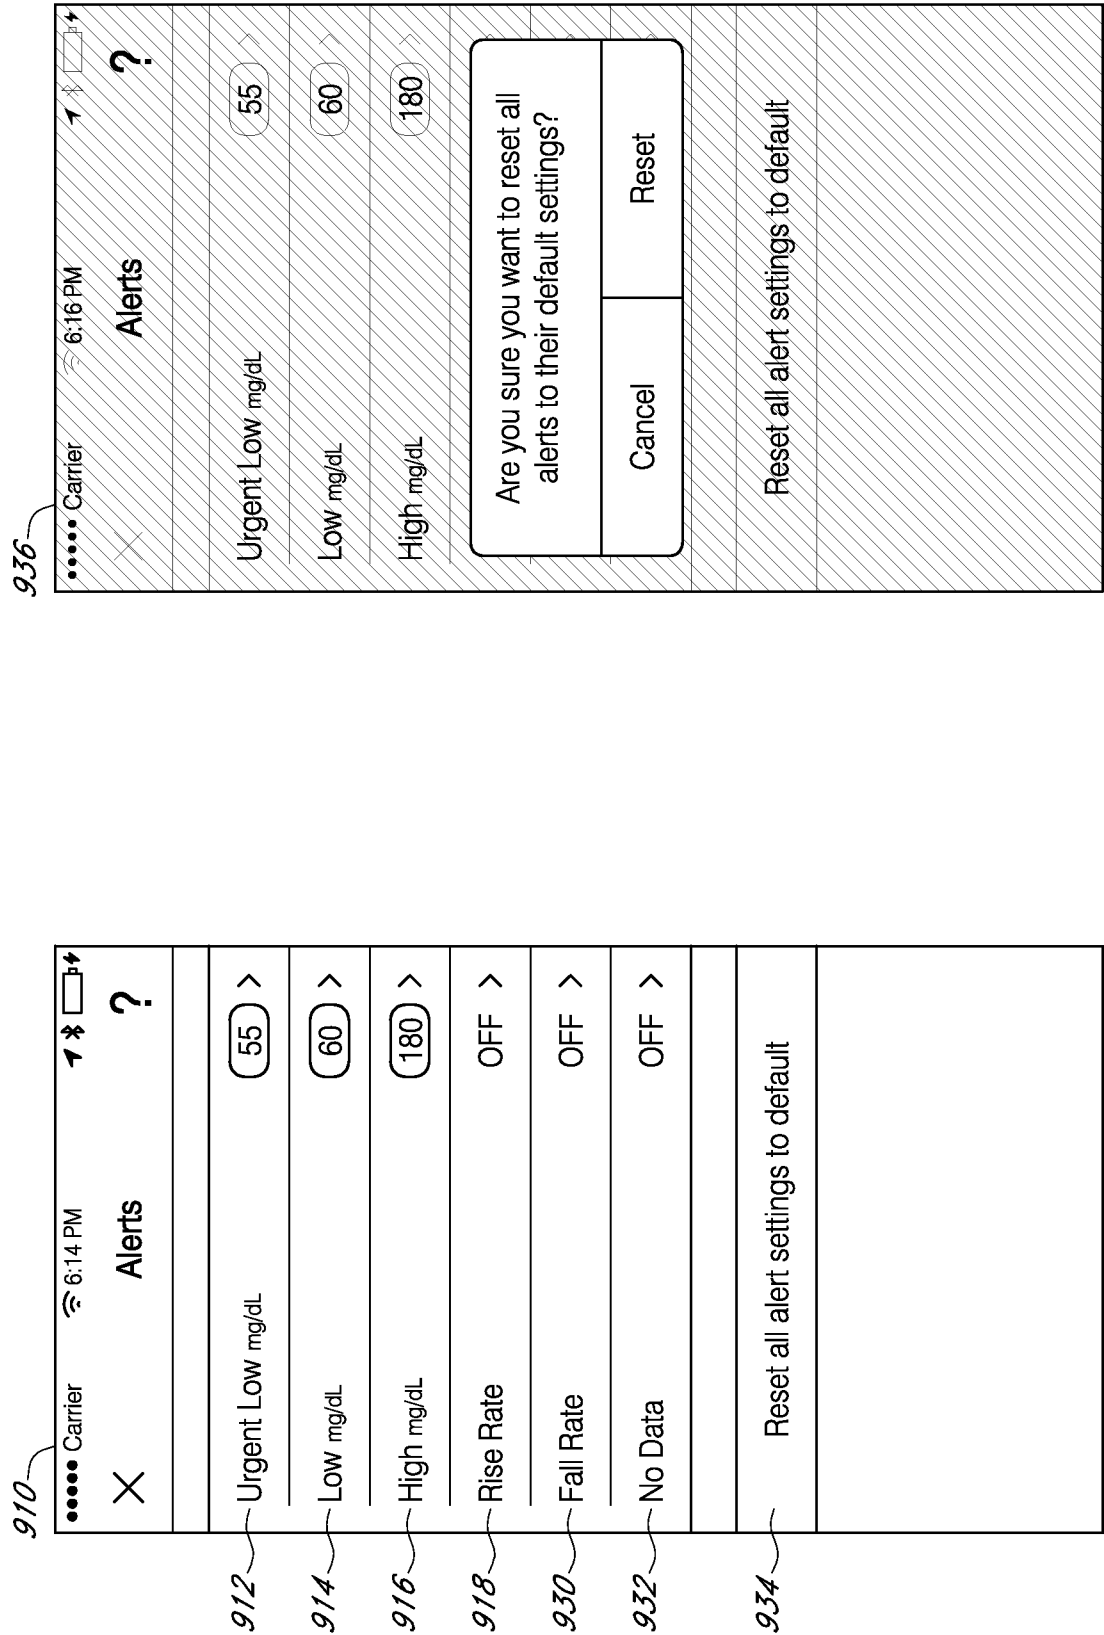 910
••••• Carrier 6:14 PM
X Alerts ?
912 Urgent Low mg/dL 55 >
914 Low mg/dL 60 >
916 High mg/dL 180 >
918 Rise Rate OFF >
930 Fall Rate OFF >
932 No Data OFF >
934 Reset all alert settings to default
936
••••• Carrier 6:16 PM
X Alerts ?
Urgent Low mg/dL 55 >
Low mg/dL 60 >
High mg/dL 180 >
Are you sure you want to reset all
alerts to their default settings?
Cancel Reset
Reset all alert settings to default